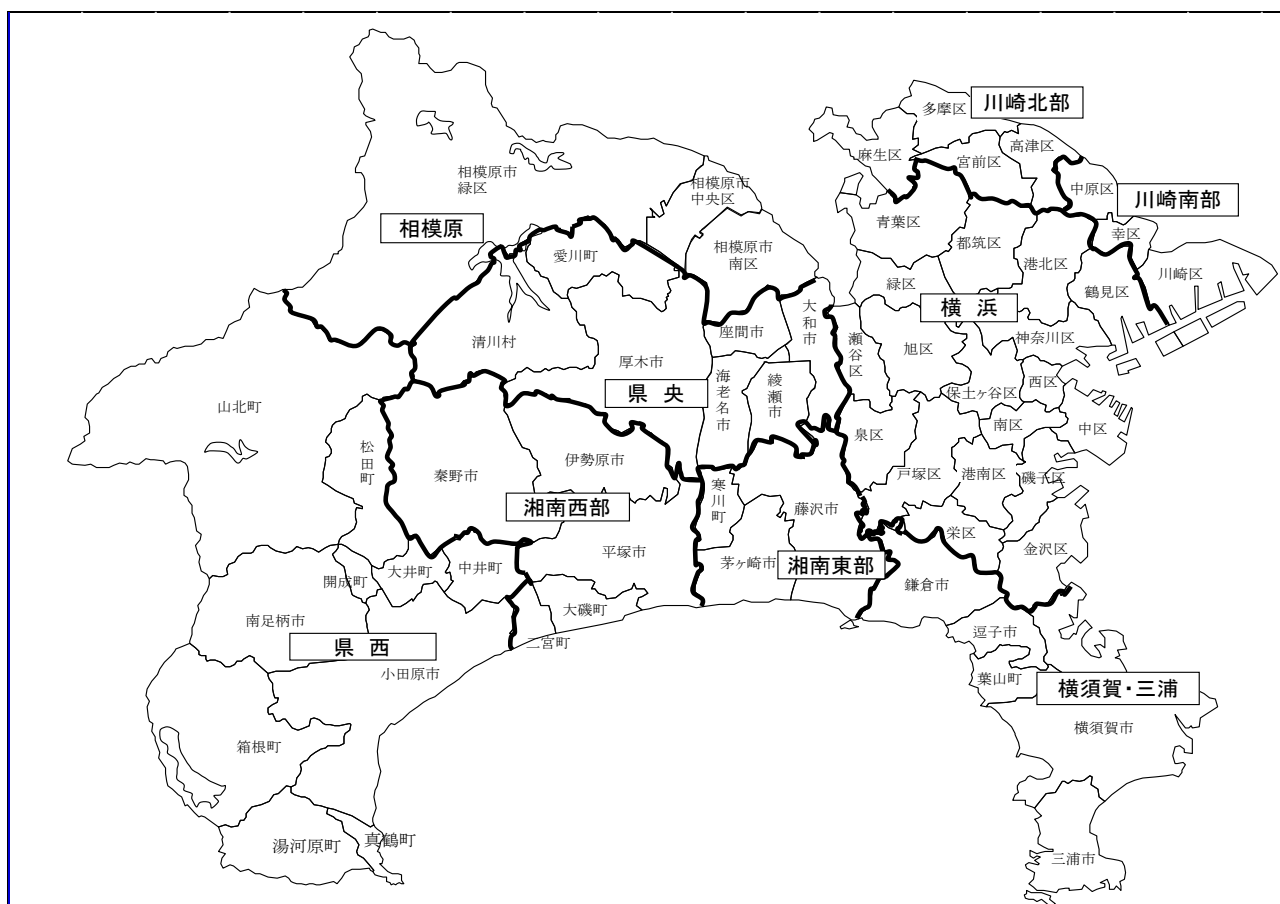 多摩区
川崎北部
高津区
麻生区
宮前区
相模原市
緑区
相模原市
中央区
中原区
川崎南部
青葉区
相模原
愛川町
相模原市
南区
都筑区
幸区
港北区
川崎区
緑区
鶴見区
横 浜
大和市
座間市
神奈川区
清川村
瀬谷区
旭区
厚木市
県 央
海老名市
綾瀬市
保土ヶ谷区
西区
山北町
南区
中区
松田町
泉区
伊勢原市
秦野市
戸塚区
港南区
磯子区
寒川町
湘南西部
藤沢市
栄区
平塚市
金沢区
茅ヶ崎市
湘南東部
大井町
中井町
開成町
鎌倉市
大磯町
南足柄市
県 西
二宮町
逗子市
小田原市
葉山町
横須賀・三浦
横須賀市
箱根町
湯河原町
真鶴町
三浦市